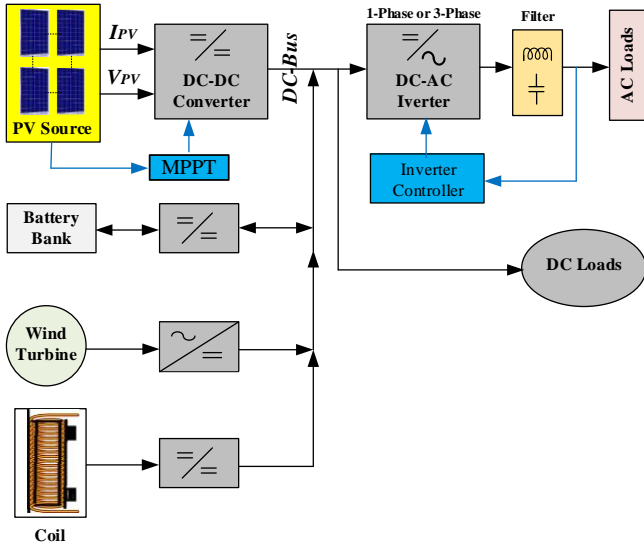 1-Phase or 3-Phase
Filter
IPV
VPV
PV Source
DC-DC
Converter
DC-Bus
DC-AC
Iverter
AC Loads
MPPT
Inverter
Controller
Battery
Bank
DC Loads
Wind
Turbine
Coil